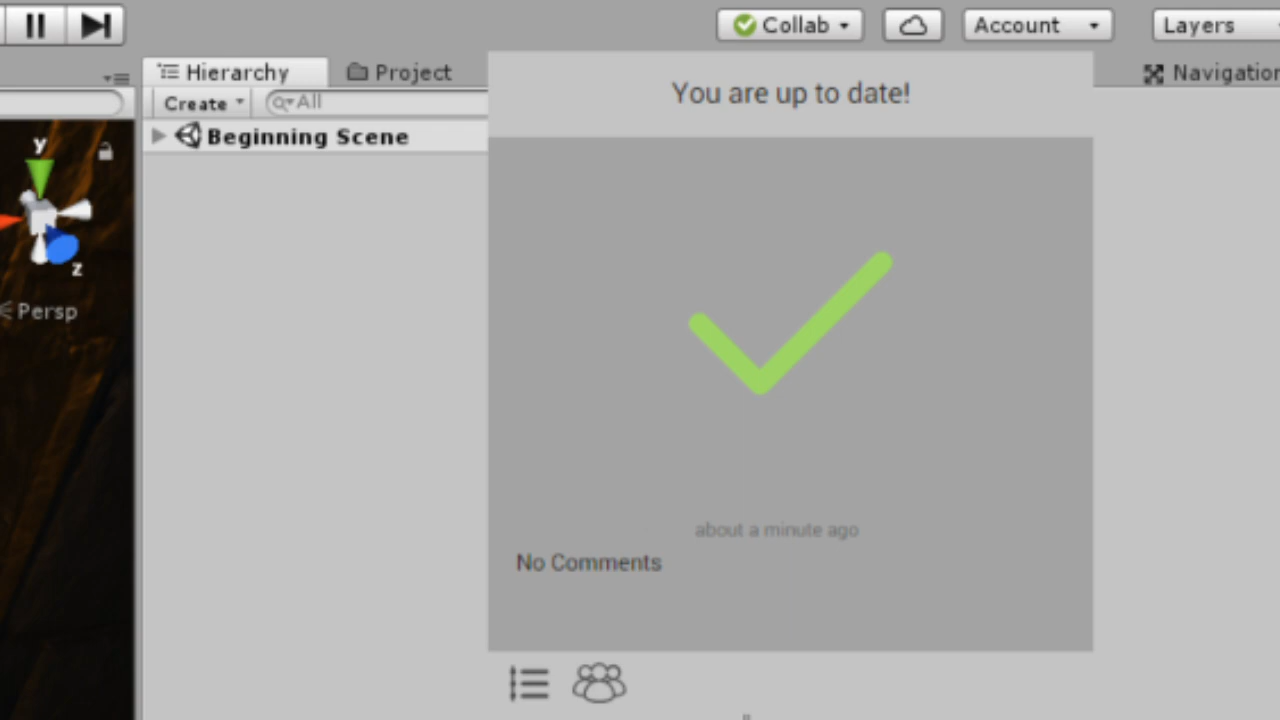 Collab
Account
Layers
Hierarchy
Project
Navigation
Create
All
You are up to date!
Beginning Scene
y
z
Persp
about a minute ago
No Comments